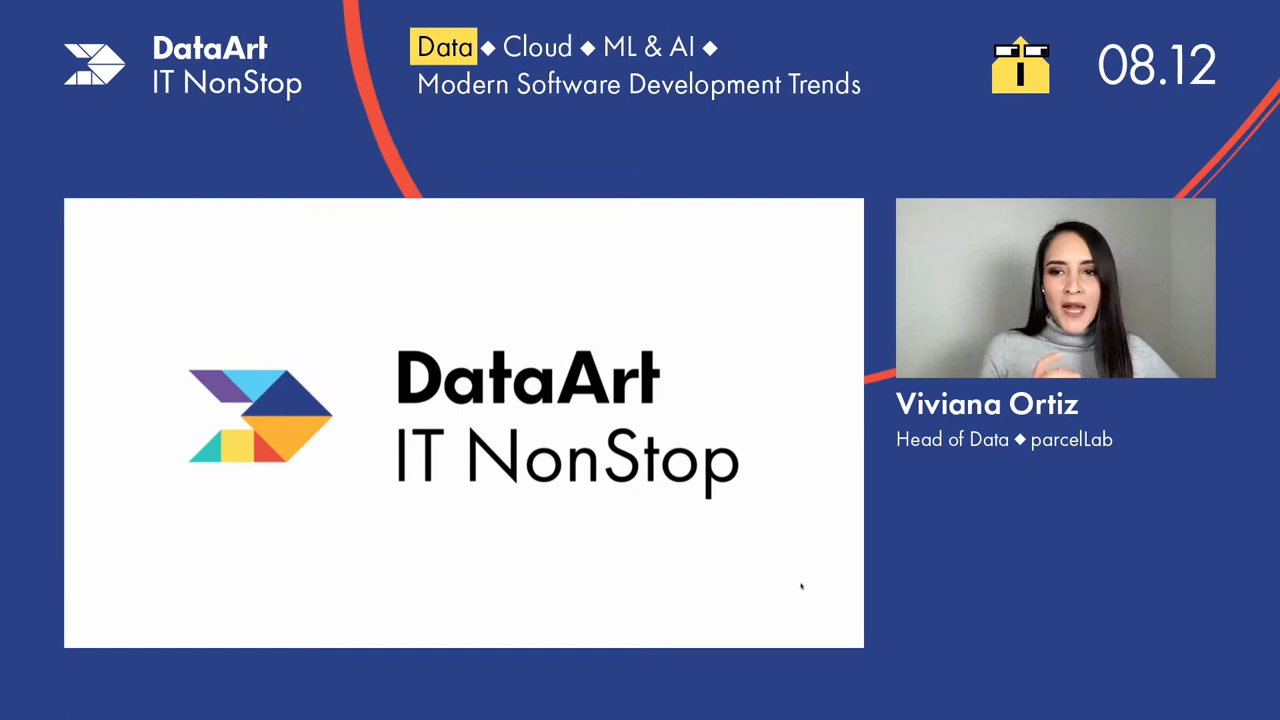 DataArt
IT NonStop
Data ◆ Cloud ◆ ML & AI ◆
Modern Software Development Trends
08.12
DataArt
IT NonStop
Viviana Ortiz
Head of Data ◆ parcelLab